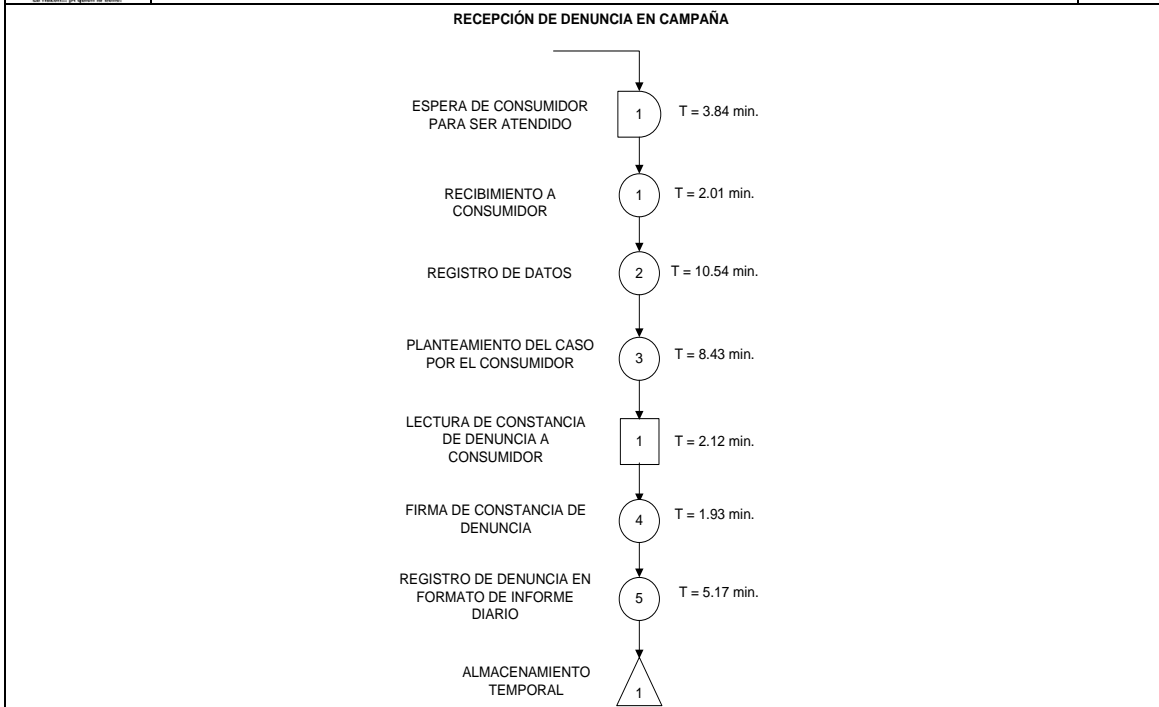 RECEPCIÓN DE DENUNCIA EN CAMPAÑA
ESPERA DE CONSUMIDOR
PARA SER ATENDIDO
1
T = 3.84 min.
RECIBIMIENTO A
CONSUMIDOR
1
T = 2.01 min.
REGISTRO DE DATOS
2
T = 10.54 min.
PLANTEAMIENTO DEL CASO
POR EL CONSUMIDOR
3
T = 8.43 min.
LECTURA DE CONSTANCIA
DE DENUNCIA A
CONSUMIDOR
1
T = 2.12 min.
FIRMA DE CONSTANCIA DE
DENUNCIA
4
T = 1.93 min.
REGISTRO DE DENUNCIA EN
FORMATO DE INFORME
DIARIO
5
T = 5.17 min.
ALMACENAMIENTO
TEMPORAL
1